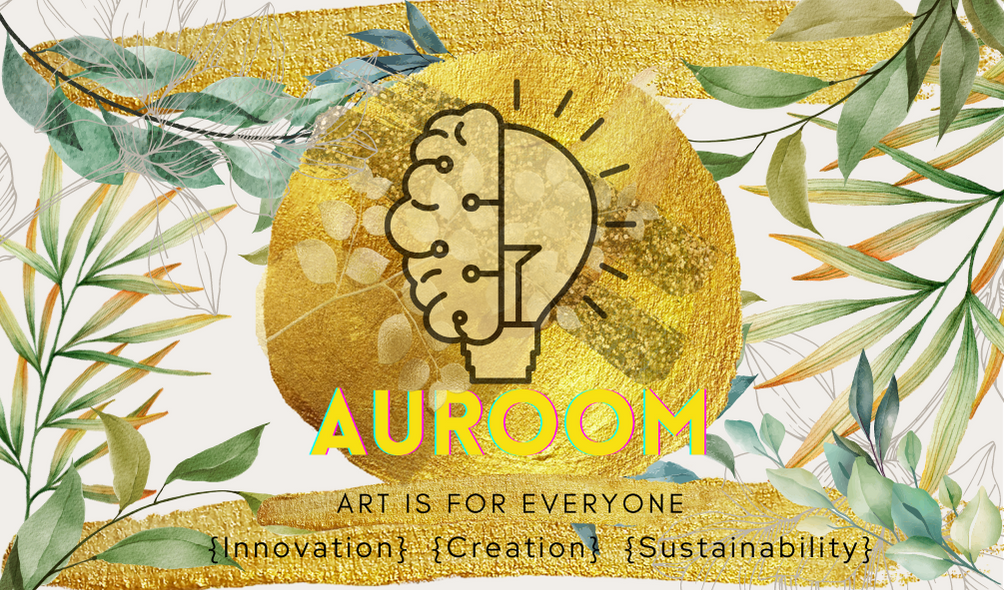 AUROOM
ART IS FOR EVERYONE
{Innovation} {Creation} {Sustainability}